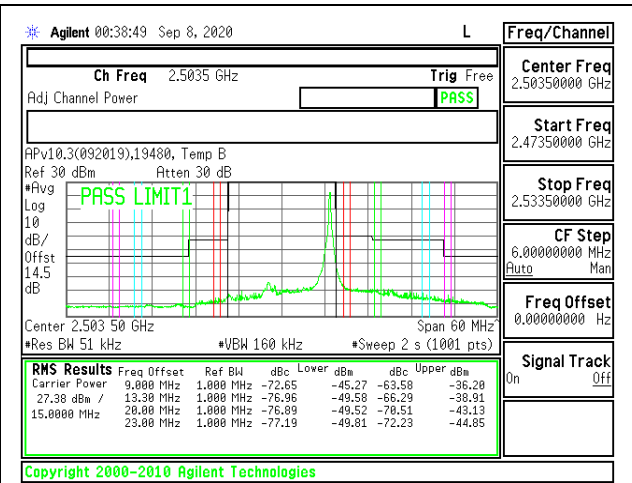 Agilent 00:38:49 Sep 8, 2020 L
Freq/Channel
Ch Freq 2.5035 GHz Trig Free
Adj Channel Power PASS
APv10.3(092019),19480, Temp B
Ref 30 dBm Atten 30 dB
#Avg
Log
10
dB/
Offst
14.5
dB
PASS LIMIT1
Center 2.503 50 GHz Span 60 MHz
#Res BW 51 kHz #VBW 160 kHz #Sweep 2 s (1001 pts)
RMS Results Freq Offset Ref BW dBc Lower dBm dBc Upper dBm
Carrier Power 9.000 MHz 1.000 MHz -72.65 -45.27 -63.58 -36.20
27.38 dBm / 13.30 MHz 1.000 MHz -76.96 -49.58 -66.29 -38.91
15.0000 MHz 20.00 MHz 1.000 MHz -76.89 -49.52 -70.51 -43.13
23.00 MHz 1.000 MHz -77.19 -49.81 -72.23 -44.85
Copyright 2000-2010 Agilent Technologies
Center Freq
2.50350000 GHz
Start Freq
2.47350000 GHz
Stop Freq
2.53350000 GHz
CF Step
6.00000000 MHz
Auto Man
Freq Offset
0.00000000 Hz
Signal Track
On Off